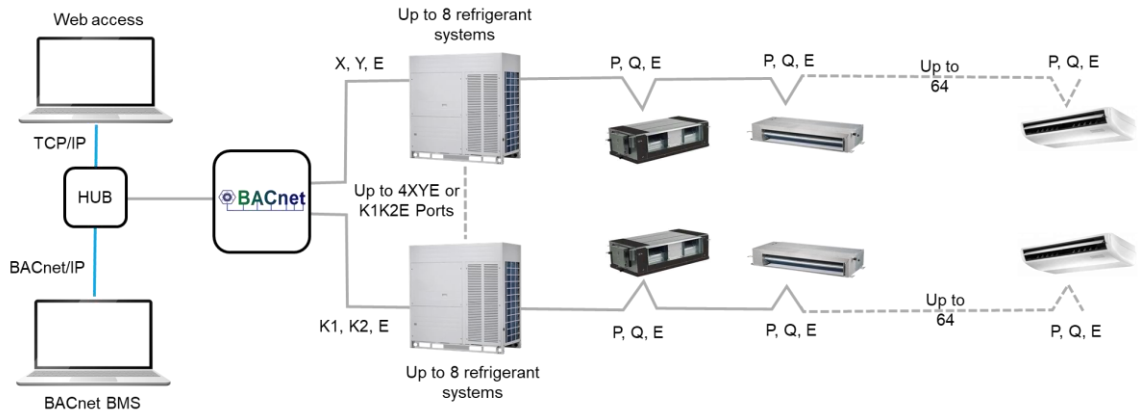 Web access
TCP/IP
HUB
BACnet/IP
BACnet BMS
BACnet
X, Y, E
K1, K2, E
Up to 8 refrigerant
systems
Up to 4XYE or
K1K2E Ports
Up to 8 refrigerant
systems
P, Q, E
P, Q, E
Up to
64
P, Q, E
P, Q, E
P, Q, E
Up to
64
P, Q, E